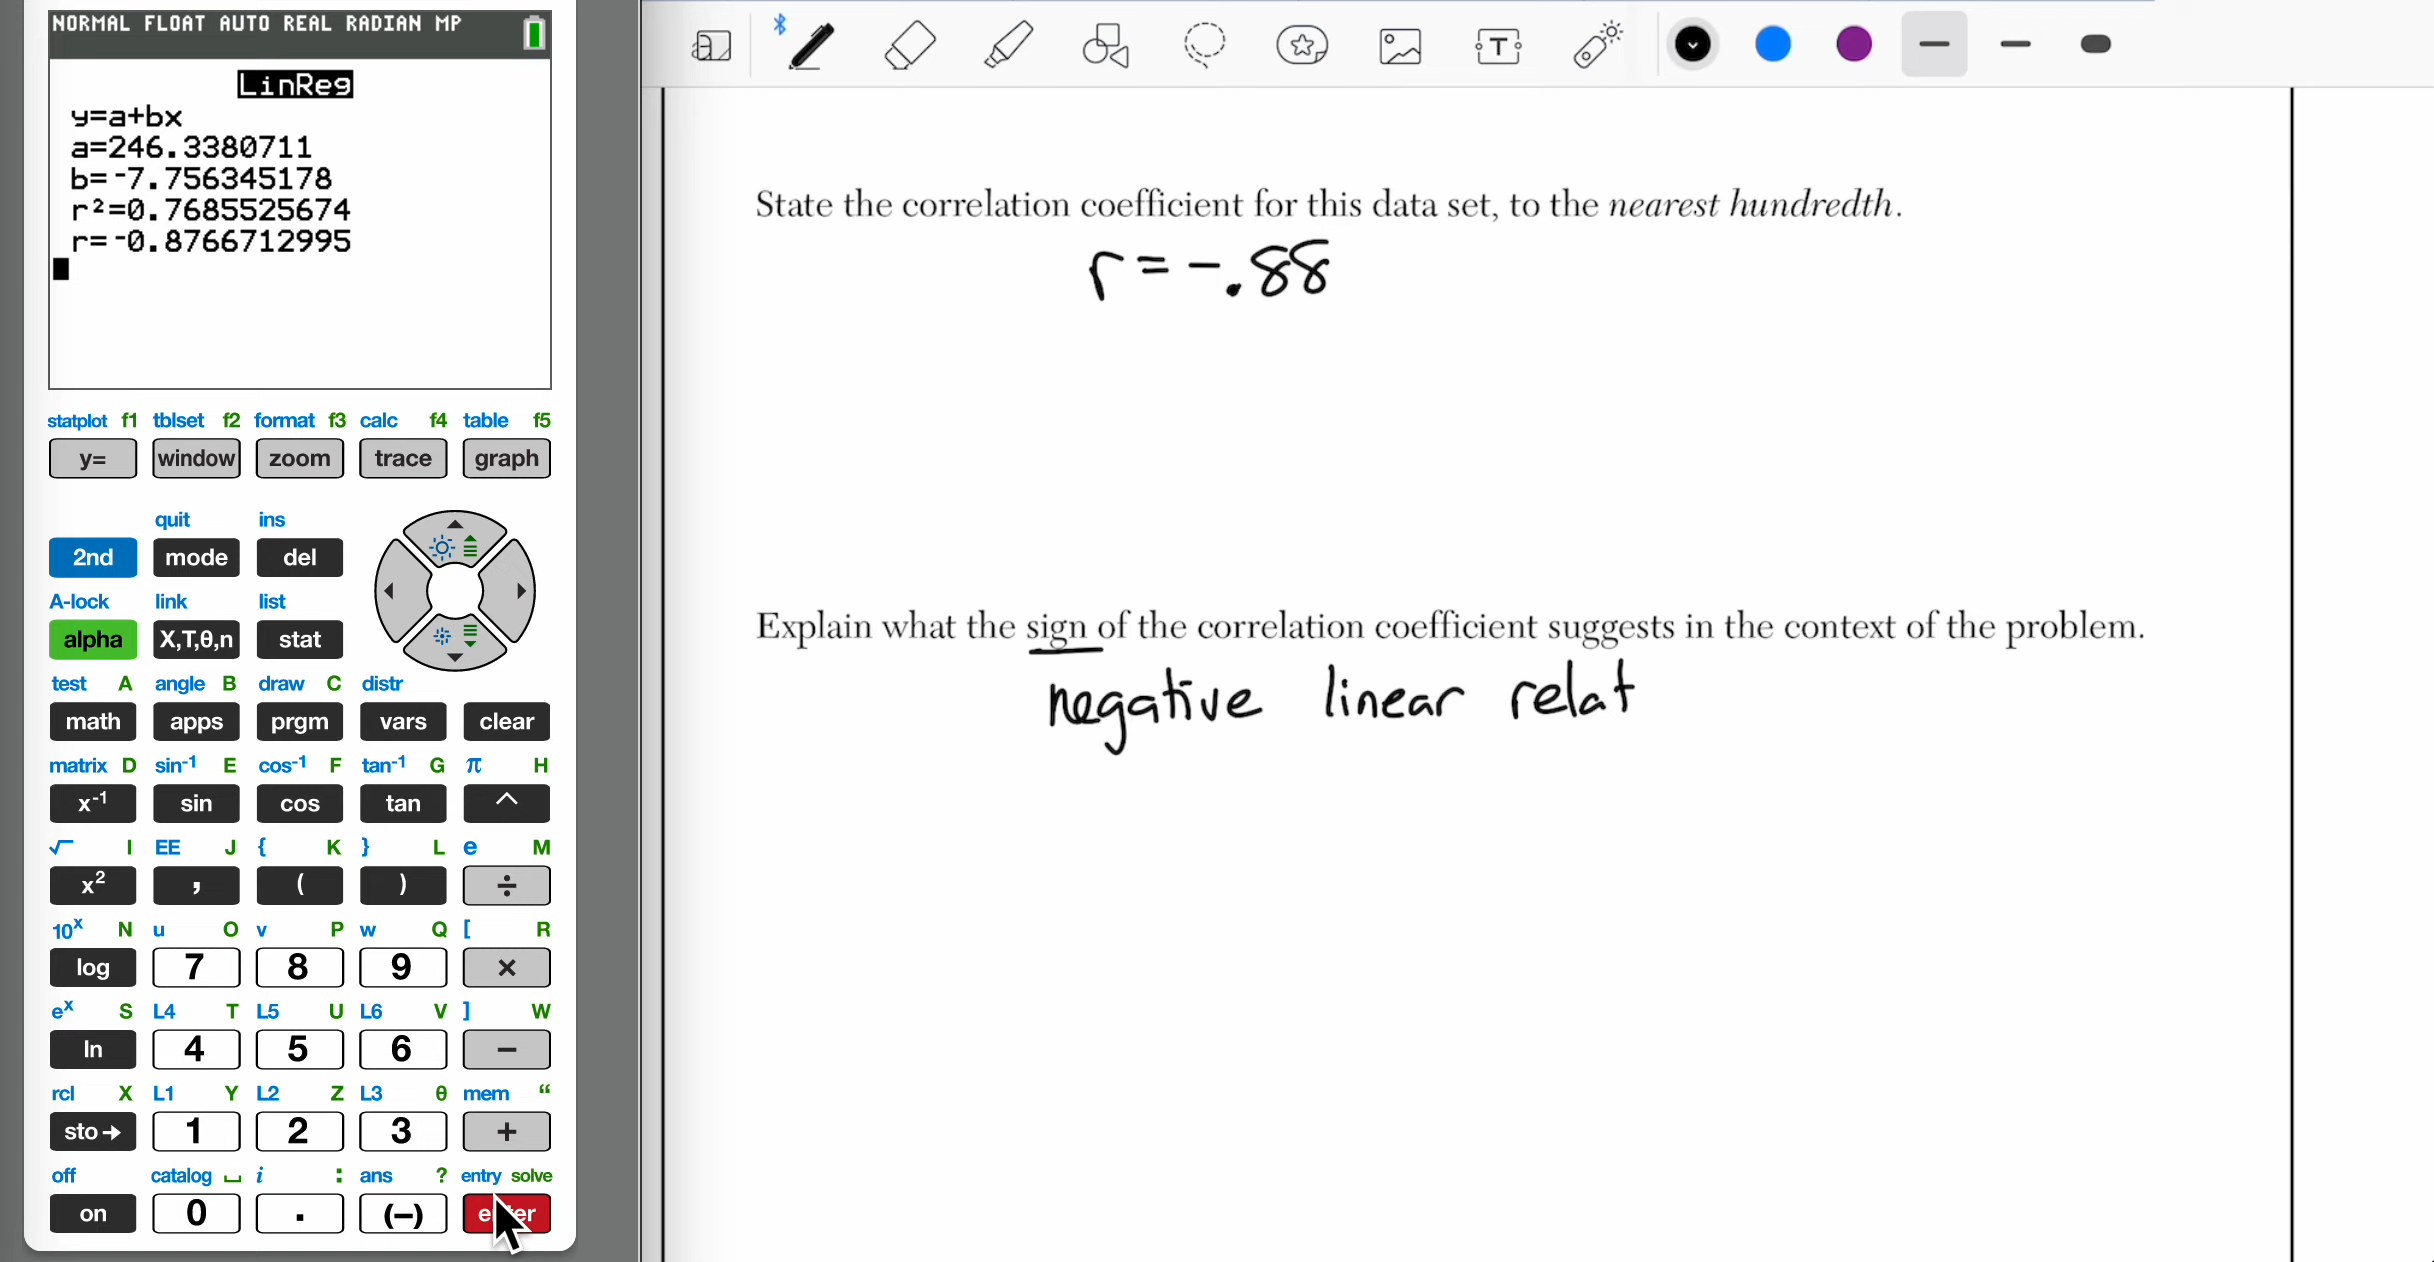 NORMAL FLOAT AUTO REAL RADIAN MP
LinReg
y=a+bx
a=246.3380711
b=-7.756345178
r²=0.7685525674
r=-0.8766712995
statplot f1 tblset f2 format f3 calc f4 table f5
y= window zoom trace graph
quit ins
2nd mode del
A-lock link list
alpha X,T,θ,n stat
test A angle B draw C distr
math apps prgm vars clear
matrix D sin⁻¹ E cos⁻¹ F tan⁻¹ G π H
x⁻¹ sin cos tan ^
√ I EE J { K } L e M
x² , ( ) ÷
10ˣ N u O v P w Q [ R
log 7 8 9 ×
eˣ S L4 T L5 U L6 V ] W
ln 4 5 6 −
rcl X L1 Y L2 Z L3 θ mem “
sto→ 1 2 3 +
off catalog ⎵ i : ans ? entry solve
on 0 . (–) enter
a T
State the correlation coefficient for this data set, to the nearest hundredth.
r = -.88
Explain what the sign of the correlation coefficient suggests in the context of the problem.
negative linear relat